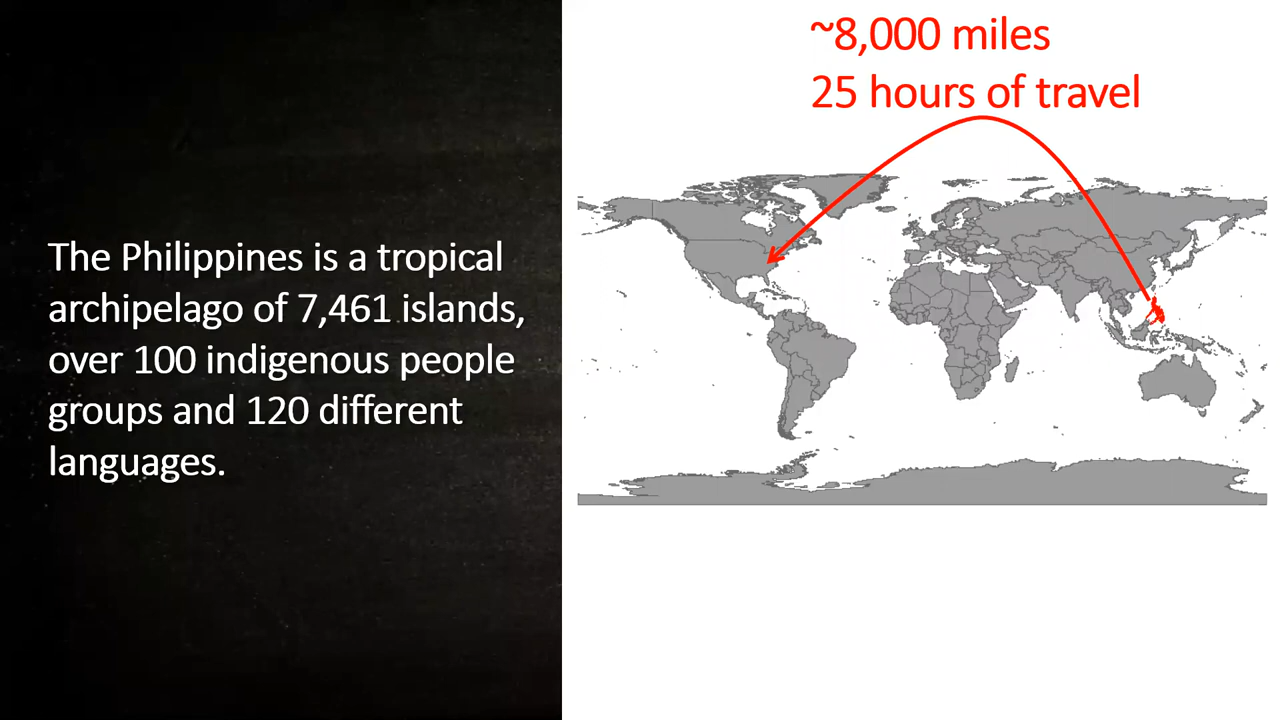 ~8,000 miles
25 hours of travel
The Philippines is a tropical
archipelago of 7,461 islands,
over 100 indigenous people
groups and 120 different
languages.